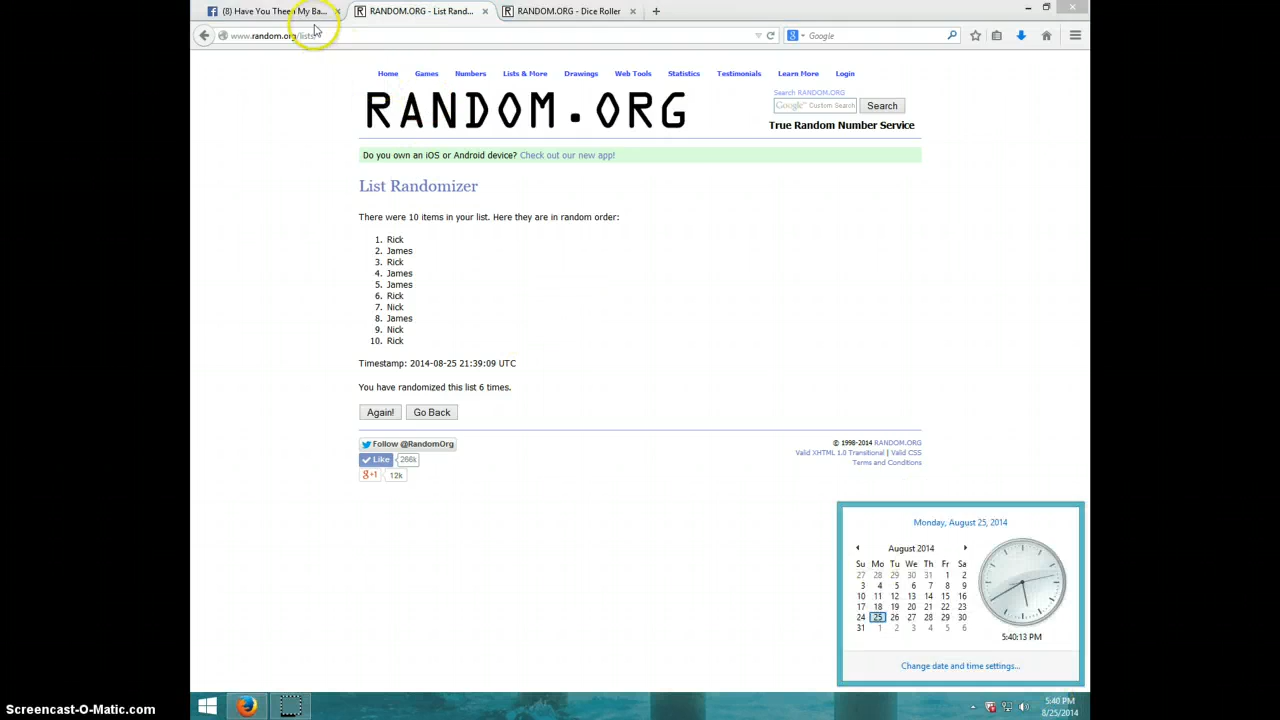 (8) Have You Theed My Ba...
RANDOM.ORG - List Rand...
RANDOM.ORG - Dice Roller
www.random.org/lists/
Google
Home Games Numbers Lists & More Drawings Web Tools Statistics Testimonials Learn More Login
RANDOM.ORG
Search RANDOM.ORG
Google™ Custom Search
Search
True Random Number Service
Do you own an iOS or Android device? Check out our new app!
List Randomizer
There were 10 items in your list. Here they are in random order:
1. Rick
2. James
3. Rick
4. James
5. James
6. Rick
7. Nick
8. James
9. Nick
10. Rick
Timestamp: 2014-08-25 21:39:09 UTC
You have randomized this list 6 times.
Again! Go Back
Follow @RandomOrg
Like 266k
g+1 12k
© 1998-2014 RANDOM.ORG
Valid XHTML 1.0 Transitional | Valid CSS
Terms and Conditions
Monday, August 25, 2014
August 2014
Su Mo Tu We Th Fr Sa
27 28 29 30 31 1 2
3 4 5 6 7 8 9
10 11 12 13 14 15 16
17 18 19 20 21 22 23
24 25 26 27 28 29 30
31 1 2 3 4 5 6
5:40:13 PM
Change date and time settings...
5:40 PM
8/25/2014
Screencast-O-Matic.com